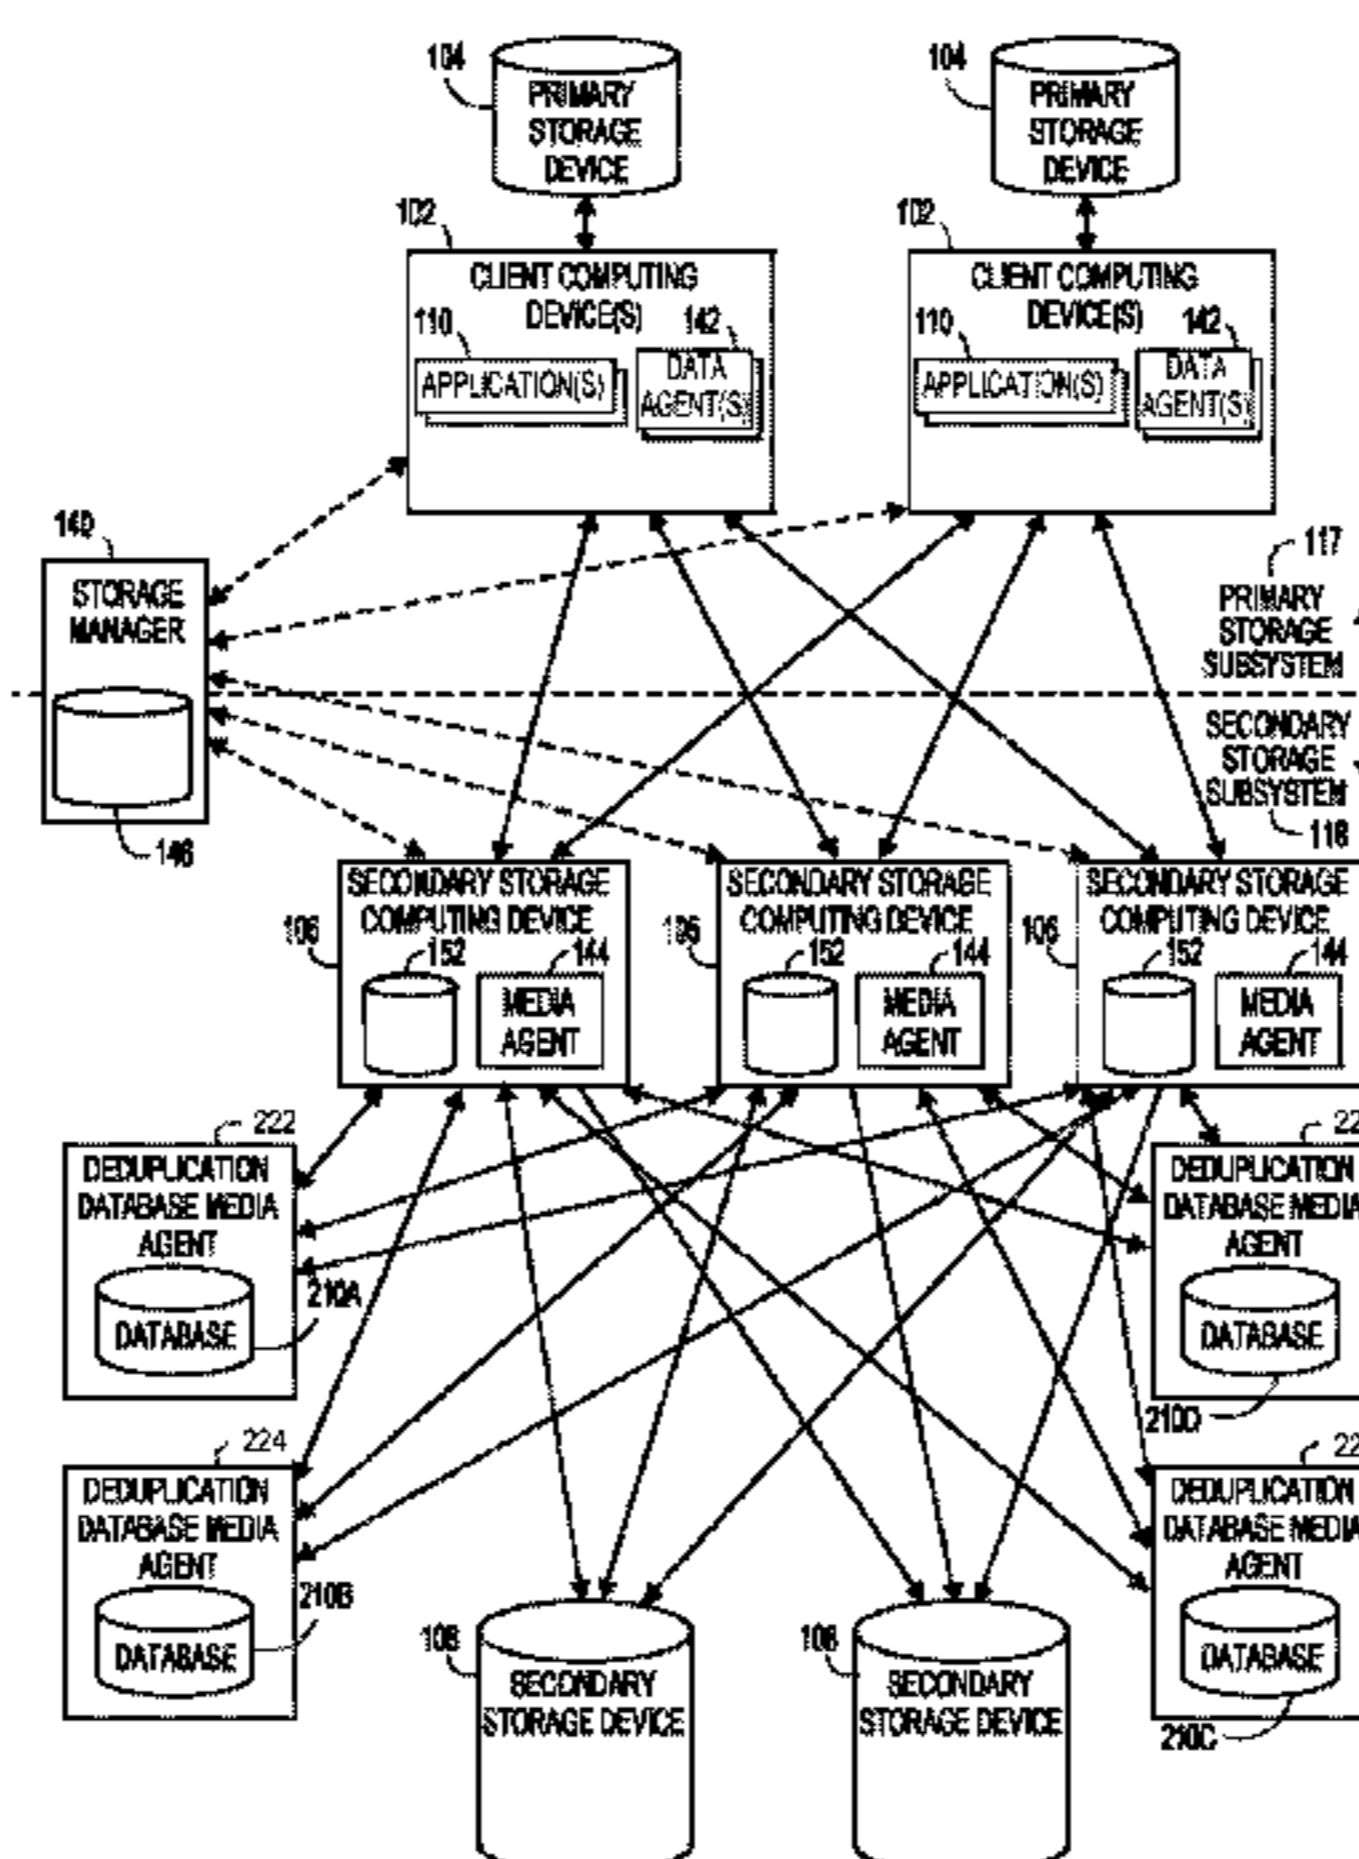 104
PRIMARY
STORAGE
DEVICE
104
PRIMARY
STORAGE
DEVICE
102
CLIENT COMPUTING
DEVICE(S)
110
142
APPLICATION(S)
DATA
AGENT(S)
102
CLIENT COMPUTING
DEVICE(S)
110
142
APPLICATION(S)
DATA
AGENT(S)
140
STORAGE
MANAGER
146
117
PRIMARY
STORAGE
SUBSYSTEM
SECONDARY
STORAGE
SUBSYSTEM
118
SECONDARY STORAGE
COMPUTING DEVICE
106
152
144
MEDIA
AGENT
SECONDARY STORAGE
COMPUTING DEVICE
106
152
144
MEDIA
AGENT
SECONDARY STORAGE
COMPUTING DEVICE
106
152
144
MEDIA
AGENT
222
DEDUPLICATION
DATABASE MEDIA
AGENT
210A
DATABASE
22
DEDUPLICATION
DATABASE MEDIA
AGENT
DATABASE
210D
224
DEDUPLICATION
DATABASE MEDIA
AGENT
210B
DATABASE
22
DEDUPLICATION
DATABASE MEDIA
AGENT
DATABASE
210C
108
SECONDARY
STORAGE DEVICE
108
SECONDARY
STORAGE DEVICE